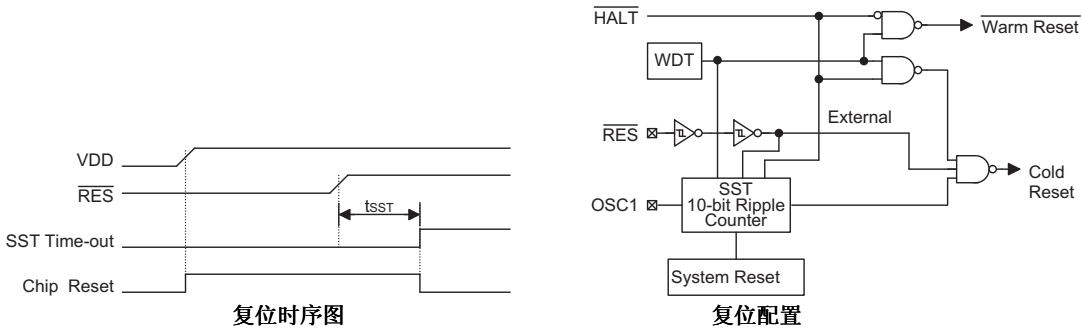 VDD
RES
tSST
SST Time-out
Chip Reset
复位时序图
HALT
Warm Reset
WDT
External
RES
Cold
Reset
OSC1
SST
10-bit Ripple
Counter
System Reset
复位配置